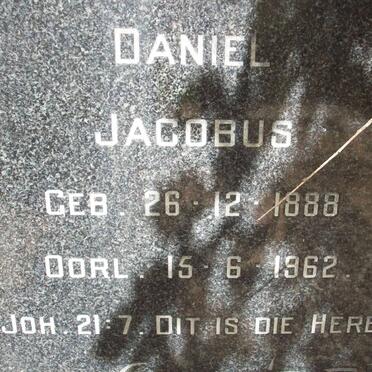 DANIEL
JACOBUS
GEB. 26-12-1888
OORL. 15-6-1962.
JOH. 21:7. DIT IS DIE HERE